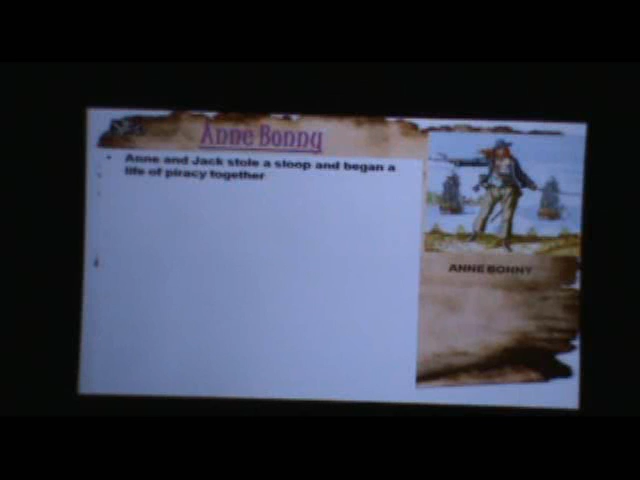 Anne Bonny
• Anne and Jack stole a sloop and began a
life of piracy together
ANNE BONNY